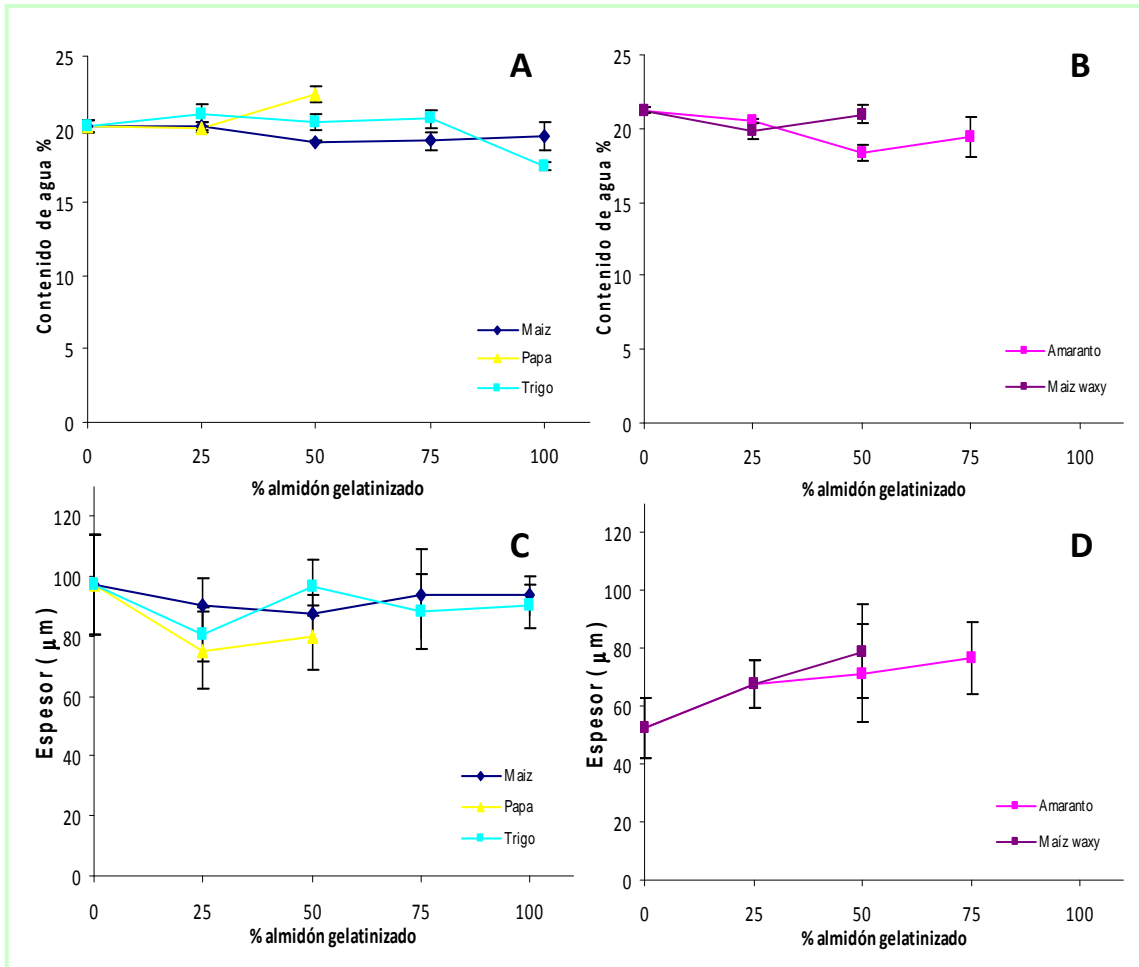 A
Contenido de agua %
25
20
15
10
5
0
Maiz
Papa
Trigo
0 25 50 75 100
% almidón gelatinizado
B
Contenido de agua %
25
20
15
10
5
0
Amaranto
Maiz waxy
0 25 50 75 100
% almidón gelatinizado
C
Espesor ( µm)
120
100
80
60
40
20
0
Maiz
Papa
Trigo
0 25 50 75 100
% almidón gelatinizado
D
Espesor ( µm)
120
100
80
60
40
20
0
Amaranto
Maíz waxy
0 25 50 75 100
% almidón gelatinizado